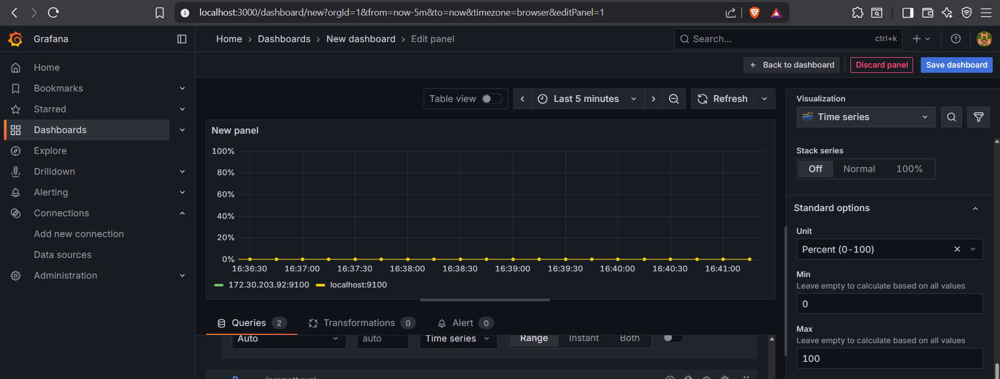 localhost:3000/dashboard/new?orgId=1&from=now-5m&to=now&timezone=browser&editPanel=1
Grafana
Home › Dashboards › New dashboard › Edit panel
Search... ctrl+k
Back to dashboard
Discard panel
Save dashboard
Home
Bookmarks
Starred
Dashboards
Explore
Drilldown
Alerting
Connections
Add new connection
Data sources
Administration
Table view
Last 5 minutes
Refresh
New panel
100%
80%
60%
40%
20%
0%
16:36:30 16:37:00 16:37:30 16:38:00 16:38:30 16:39:00 16:39:30 16:40:00 16:40:30 16:41:00
172.30.203.92:9100 localhost:9100
Queries 2 Transformations 0 Alert 0
Auto auto Time series Range Instant Both
B (prometheus)
Visualization
Time series
Stack series
Off Normal 100%
Standard options
Unit
Percent (0-100)
Min
Leave empty to calculate based on all values
0
Max
Leave empty to calculate based on all values
100